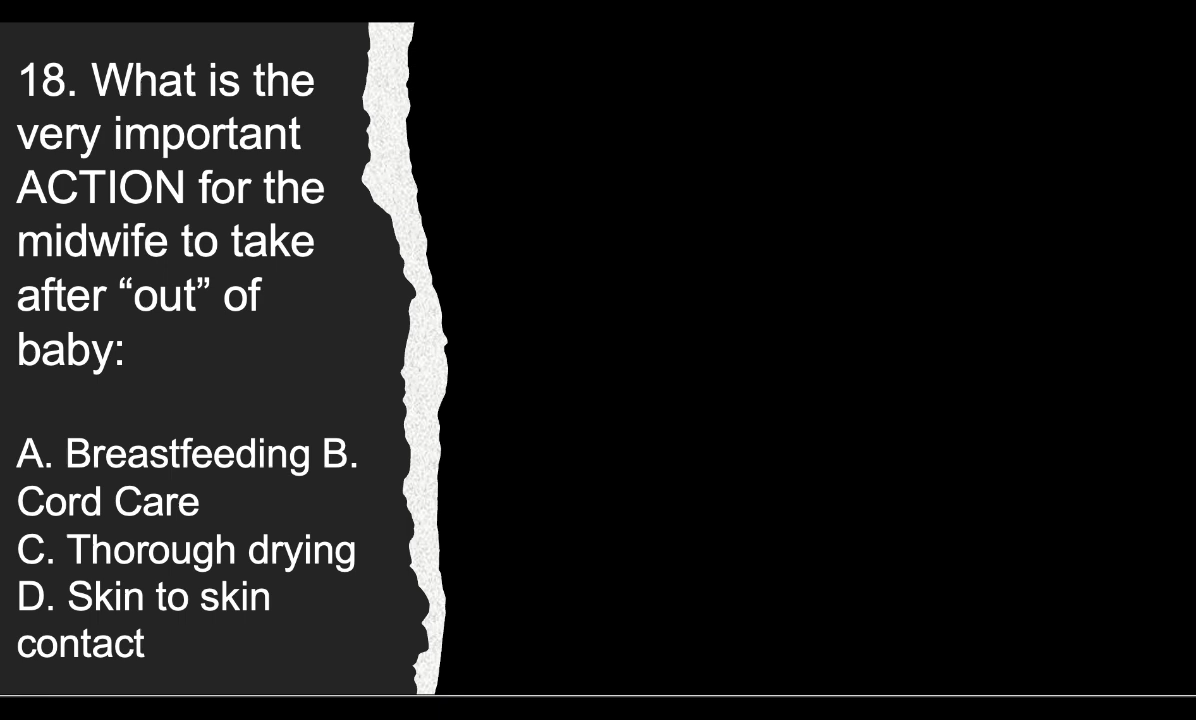 18. What is the
very important
ACTION for the
midwife to take
after “out” of
baby:
A. Breastfeeding B.
Cord Care
C. Thorough drying
D. Skin to skin
contact